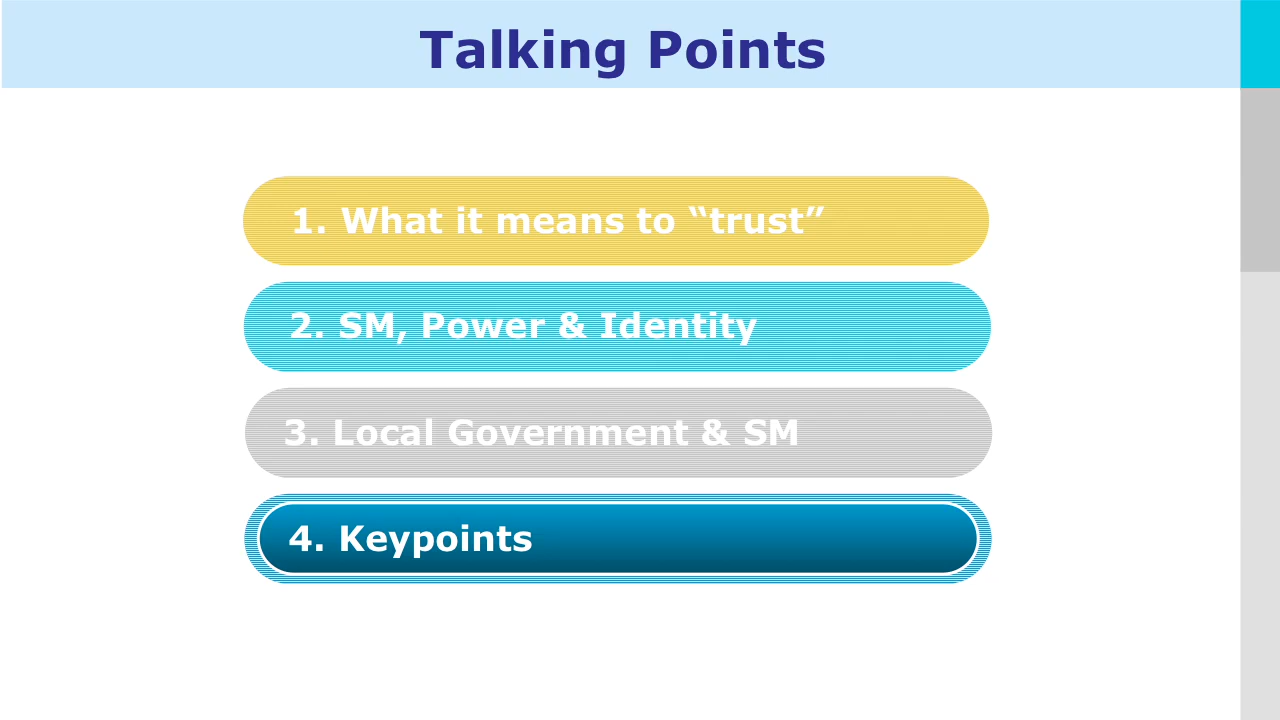 Talking Points
1. What it means to “trust”
2. SM, Power & Identity
3. Local Government & SM
4. Keypoints